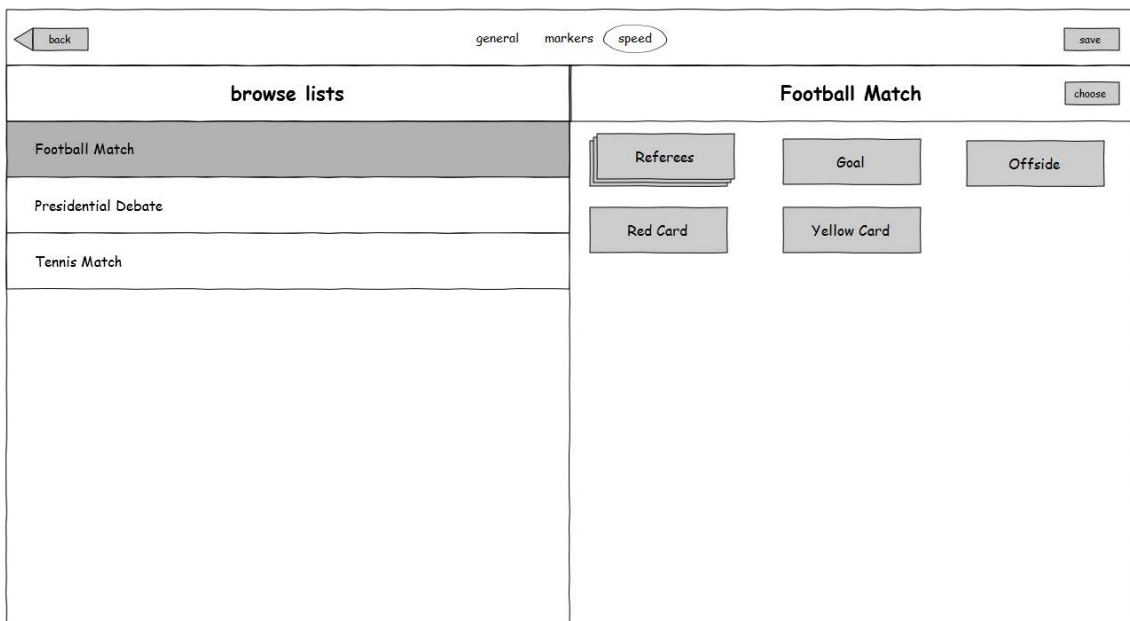 back general markers speed save
browse lists
Football Match choose
Football Match
Presidential Debate
Tennis Match
Referees Goal Offside
Red Card Yellow Card